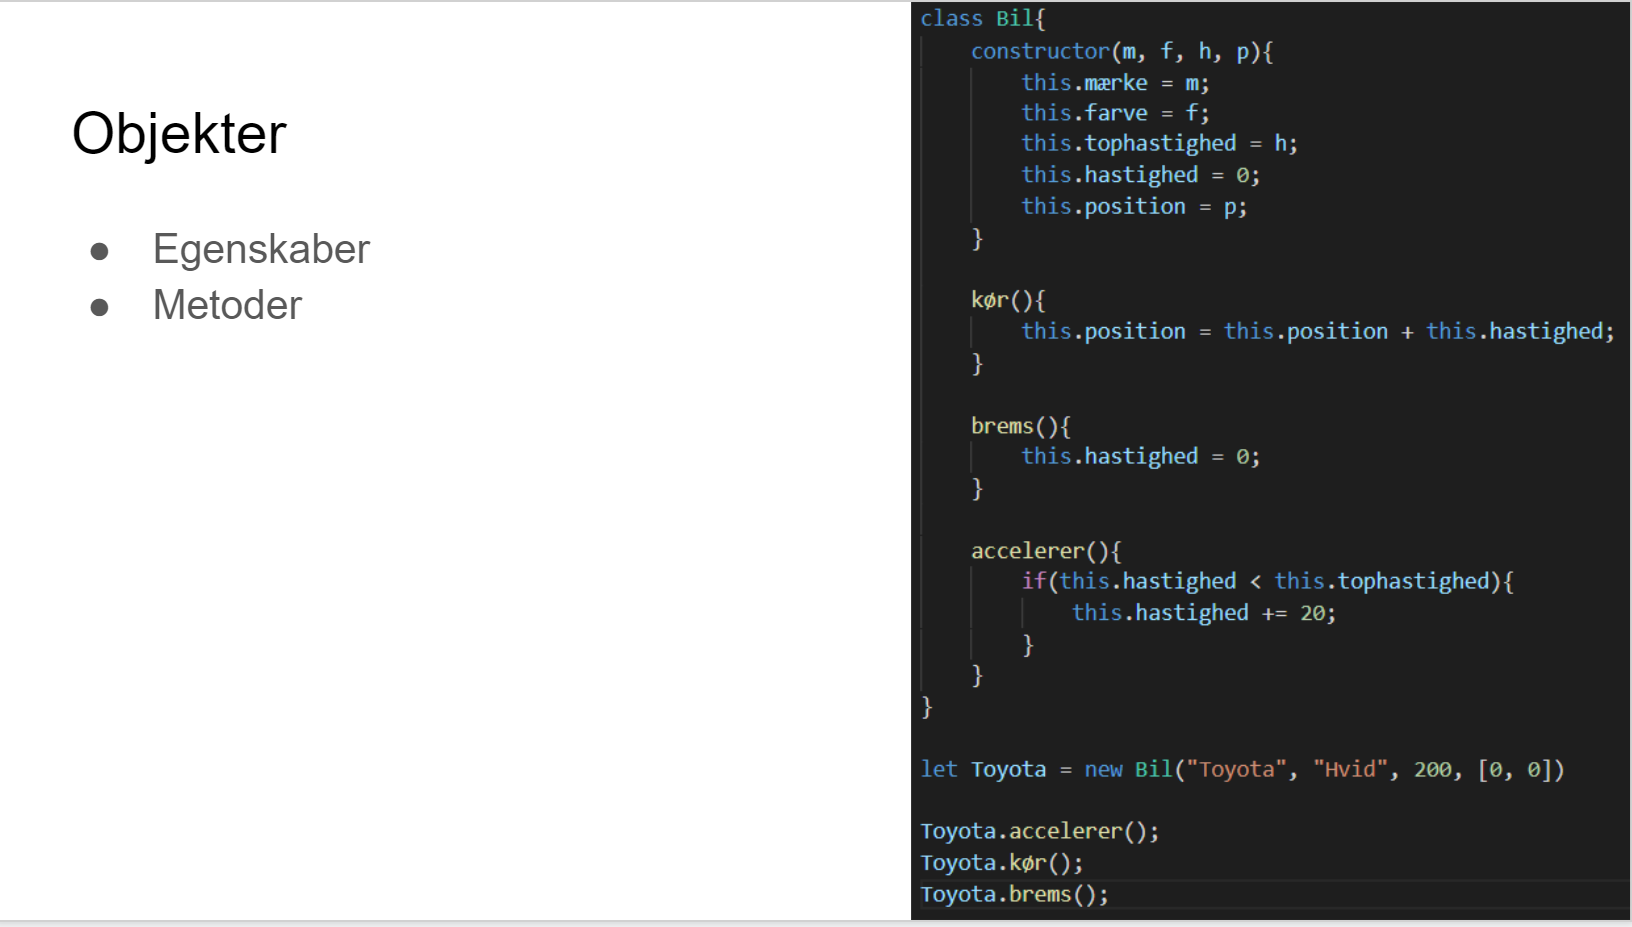 Objekter
● Egenskaber
● Metoder
class Bil{
constructor(m, f, h, p){
this.mærke = m;
this.farve = f;
this.tophastighed = h;
this.hastighed = 0;
this.position = p;
}
kør(){
this.position = this.position + this.hastighed;
}
brems(){
this.hastighed = 0;
}
accelerer(){
if(this.hastighed < this.tophastighed){
this.hastighed += 20;
}
}
}
let Toyota = new Bil("Toyota", "Hvid", 200, [0, 0])
Toyota.accelerer();
Toyota.kør();
Toyota.brems();